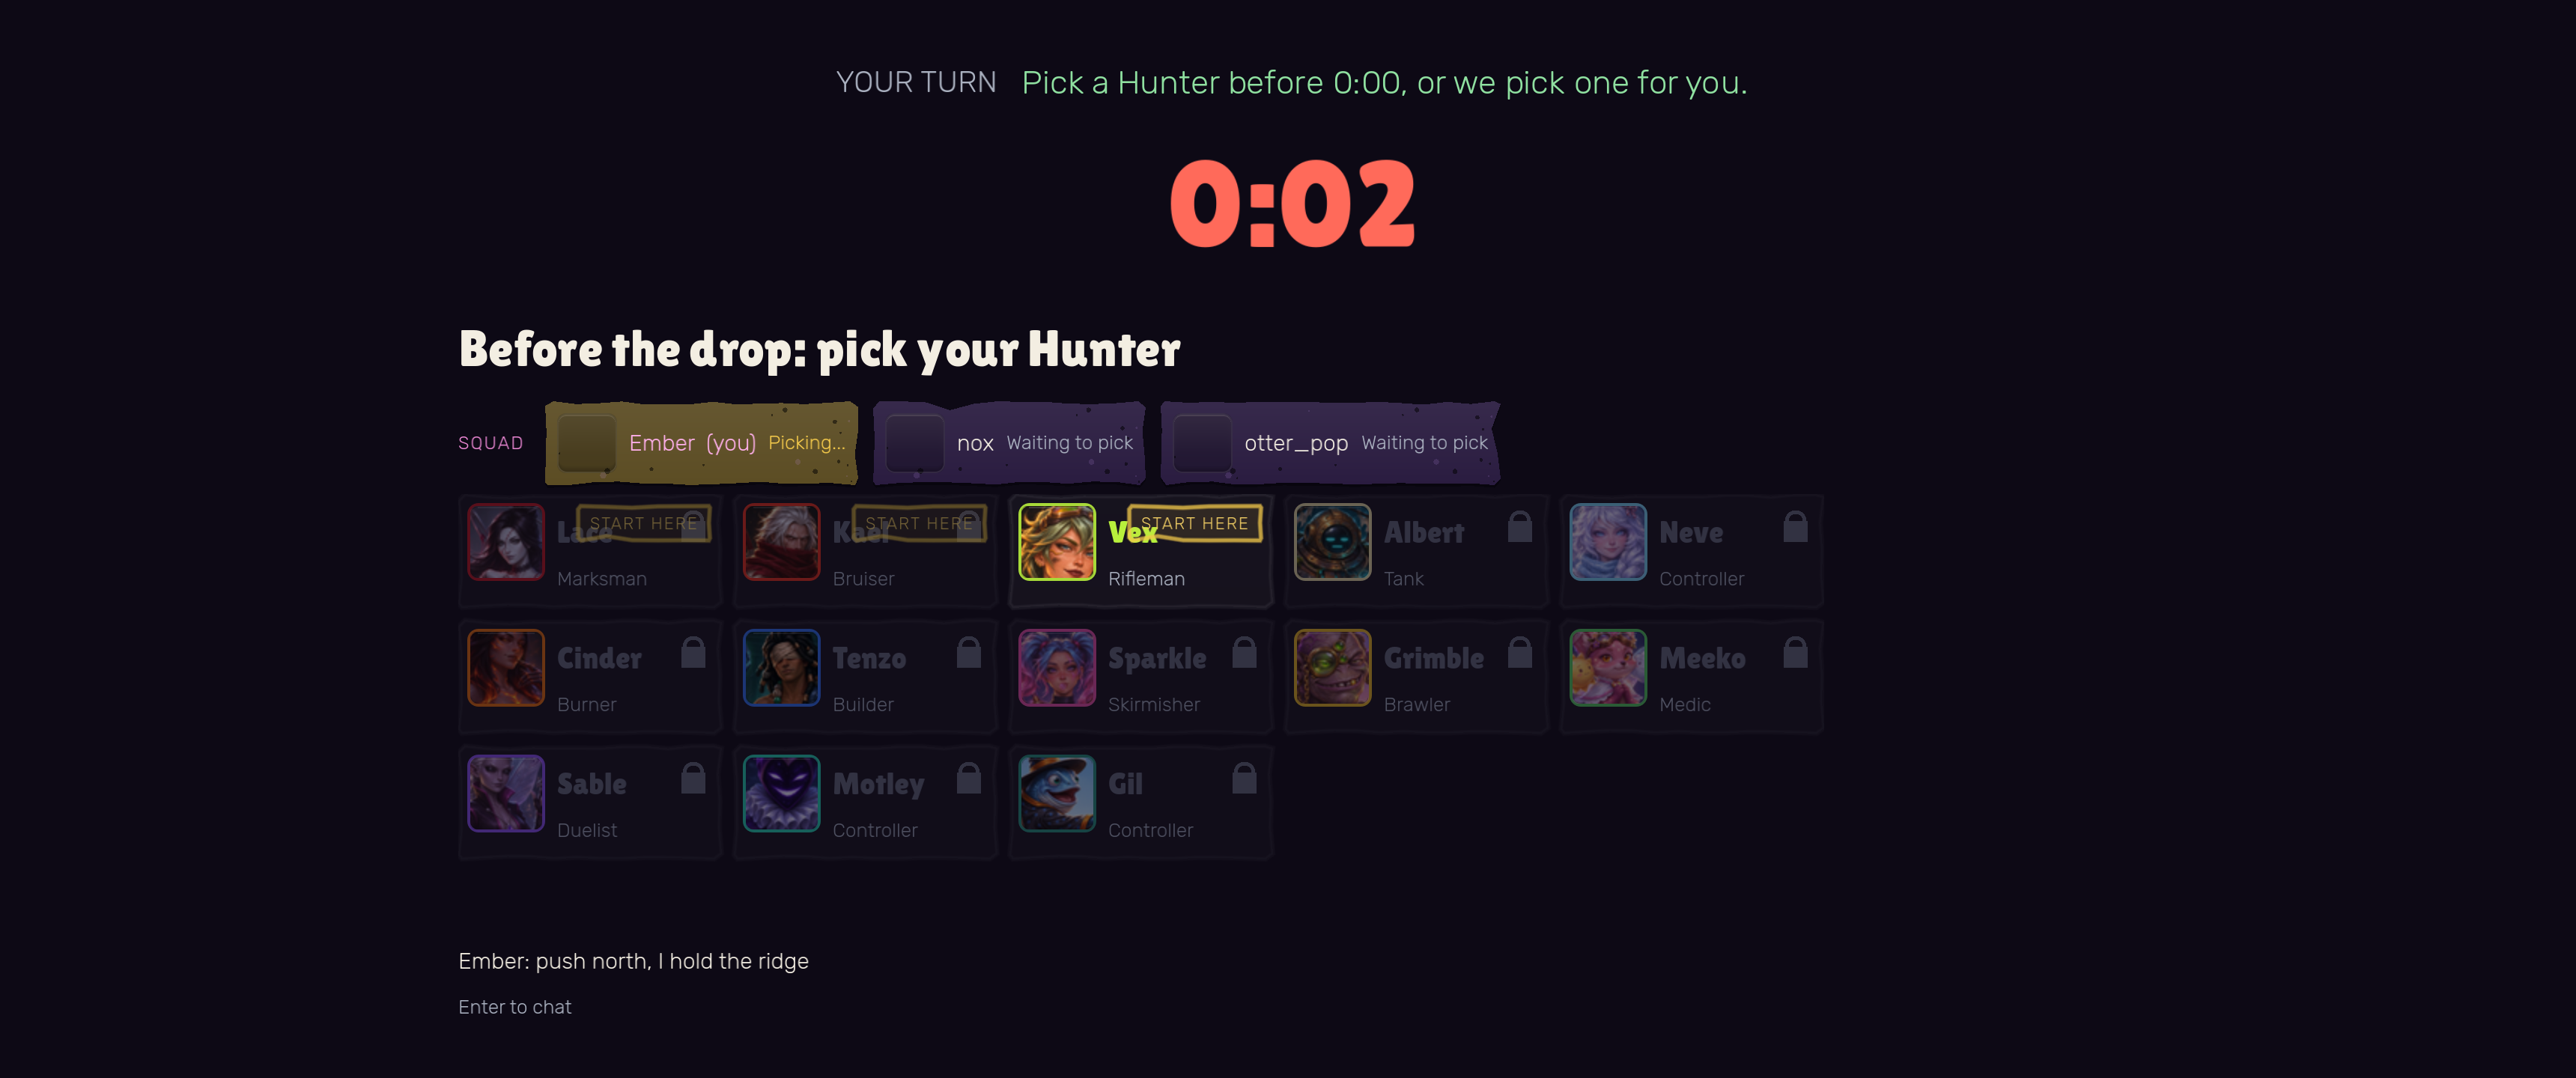 YOUR TURN Pick a Hunter before 0:00, or we pick one for you.
0:02
Before the drop: pick your Hunter
SQUAD Ember (you) Picking... nox Waiting to pick otter_pop Waiting to pick
Lace START HERE Kael START HERE Vex START HERE Albert Neve
Marksman Bruiser Rifleman Tank Controller
Cinder Tenzo Sparkle Grimble Meeko
Burner Builder Skirmisher Brawler Medic
Sable Motley Gil
Duelist Controller Controller
Ember: push north, I hold the ridge
Enter to chat